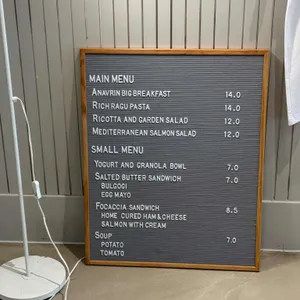 MAIN MENU
ANAVRIN BIG BREAKFAST 14.0
RICH RAGU PASTA 14.0
RICOTTA AND GARDEN SALAD 12.0
MEDITERRANEAN SALMON SALAD 12.0
SMALL MENU
YOGURT AND GRANOLA BOWL 7.0
SALTED BUTTER SANDWICH 7.0
BULGOGI
EGG MAYO
FOCACCIA SANDWICH 8.5
HOME CURED HAM & CHEESE
SALMON WITH CREAM
SOUP 7.0
POTATO
TOMATO